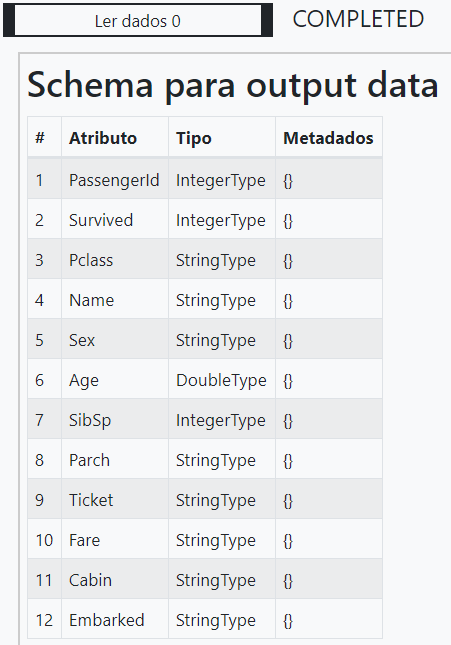 Ler dados 0 COMPLETED
Schema para output data
# Atributo Tipo Metadados
1 PassengerId IntegerType {}
2 Survived IntegerType {}
3 Pclass StringType {}
4 Name StringType {}
5 Sex StringType {}
6 Age DoubleType {}
7 SibSp IntegerType {}
8 Parch StringType {}
9 Ticket StringType {}
10 Fare StringType {}
11 Cabin StringType {}
12 Embarked StringType {}